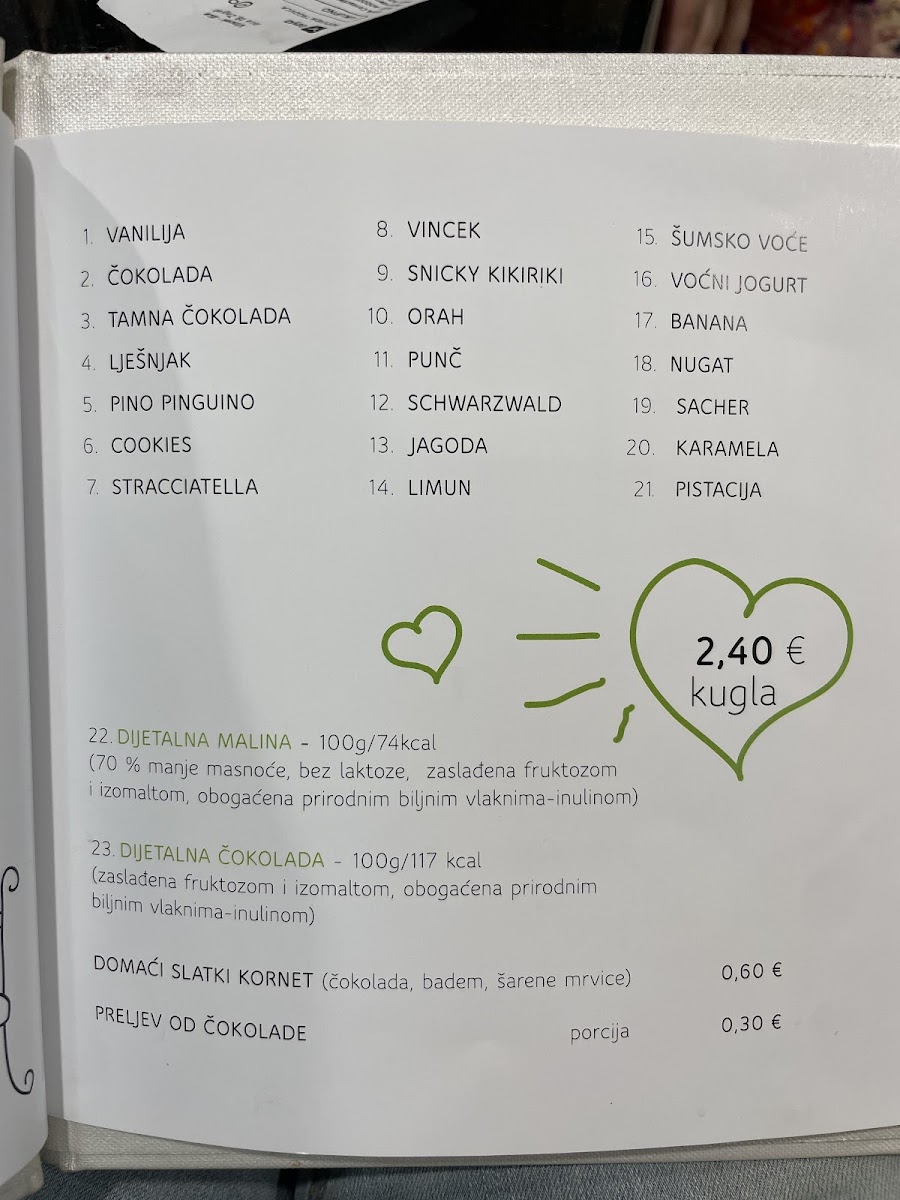 1. VANILIJA
2. ČOKOLADA
3. TAMNA ČOKOLADA
4. LJEŠNJAK
5. PINO PINGUINO
6. COOKIES
7. STRACCIATELLA
8. VINCEK
9. SNICKY KIKIRIKI
10. ORAH
11. PUNČ
12. SCHWARZWALD
13. JAGODA
14. LIMUN
15. ŠUMSKO VOĆE
16. VOĆNI JOGURT
17. BANANA
18. NUGAT
19. SACHER
20. KARAMELA
21. PISTACIJA
2,40 €
kugla
22. DIJETALNA MALINA - 100g/74kcal
(70 % manje masnoće, bez laktoze, zaslađena fruktozom
i izomaltom, obogaćena prirodnim biljnim vlaknima-inulinom)
23. DIJETALNA ČOKOLADA - 100g/117 kcal
(zaslađena fruktozom i izomaltom, obogaćena prirodnim
biljnim vlaknima-inulinom)
DOMAĆI SLATKI KORNET (čokolada, badem, šarene mrvice) 0,60 €
PRELJEV OD ČOKOLADE porcija 0,30 €